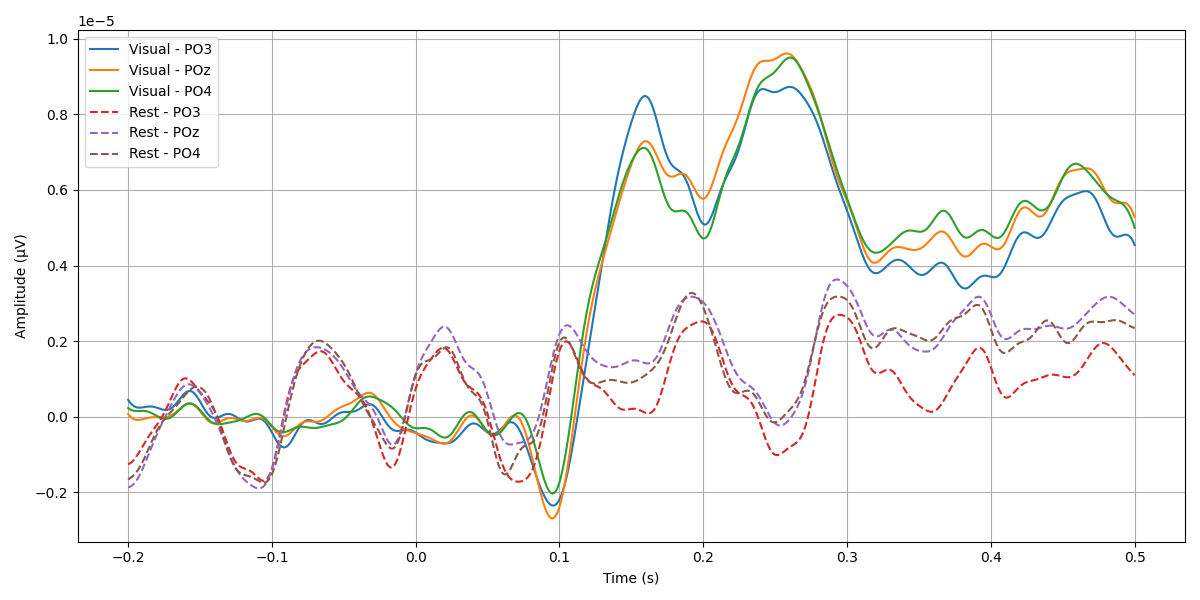 1e−5
1.0
0.8
0.6
0.4
0.2
0.0
−0.2
Amplitude (µV)
Visual - PO3
Visual - POz
Visual - PO4
Rest - PO3
Rest - POz
Rest - PO4
−0.2 −0.1 0.0 0.1 0.2 0.3 0.4 0.5
Time (s)